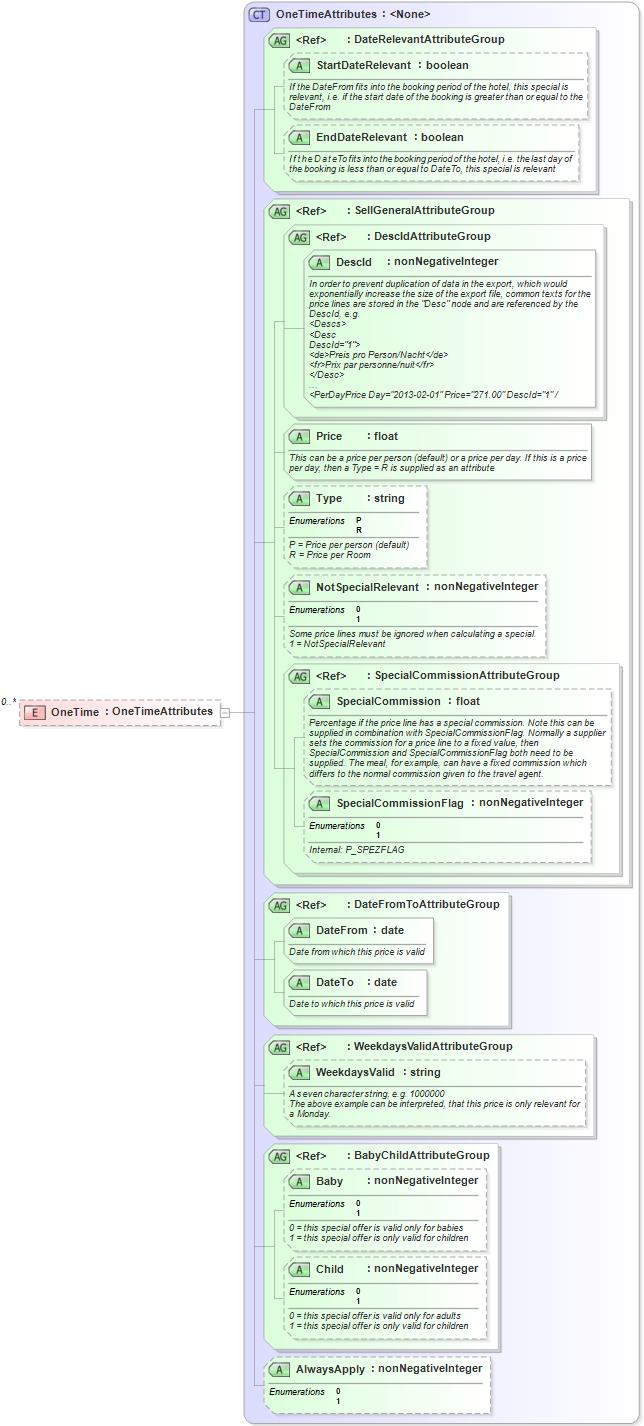 CT OneTimeAttributes : <None>
AG <Ref> : DateRelevantAttributeGroup
A StartDateRelevant : boolean
If the DateFrom fits into the booking period of the hotel, this special is
relevant, i.e. if the start date of the booking is greater than or equal to the
DateFrom
A EndDateRelevant : boolean
If the DateTo fits into the booking period of the hotel, i.e. the last day of
the booking is less than or equal to DateTo, this special is relevant
AG <Ref> : SellGeneralAttributeGroup
AG <Ref> : DescIdAttributeGroup
A DescId : nonNegativeInteger
In order to prevent duplication of data in the export, which would
exponentially increase the size of the export file, common texts for the
price lines are stored in the "Desc" node and are referenced by the
DescId, e.g.
<Descs>
<Desc
DescId="1">
<de>Preis pro Person/Nacht</de>
<fr>Prix par personne/nuit</fr>
</Desc>
...
<PerDayPrice Day="2013-02-01" Price="271.00" DescId="1" /
A Price : float
This can be a price per person (default) or a price per day. If this is a price
per day, then a Type = R is supplied as an attribute
A Type : string
Enumerations P
R
P = Price per person (default)
R = Price per Room
A NotSpecialRelevant : nonNegativeInteger
Enumerations 0
1
Some price lines must be ignored when calculating a special.
1 = NotSpecialRelevant
AG <Ref> : SpecialCommissionAttributeGroup
A SpecialCommission : float
Percentage if the price line has a special commission. Note this can be
supplied in combination with SpecialCommissionFlag. Normally a supplier
sets the commission for a price line to a fixed value, then
SpecialCommission and SpecialCommissionFlag both need to be
supplied. The meal, for example, can have a fixed commission which
differs to the normal commission given to the travel agent.
0..*
E OneTime : OneTimeAttributes
A SpecialCommissionFlag : nonNegativeInteger
Enumerations 0
1
Internal: P_SPEZFLAG
AG <Ref> : DateFromToAttributeGroup
A DateFrom : date
Date from which this price is valid
A DateTo : date
Date to which this price is valid
AG <Ref> : WeekdaysValidAttributeGroup
A WeekdaysValid : string
A seven character string, e.g. 1000000
The above example can be interpreted, that this price is only relevant for
a Monday.
AG <Ref> : BabyChildAttributeGroup
A Baby : nonNegativeInteger
Enumerations 0
1
0 = this special offer is valid only for babies
1 = this special offer is only valid for children
A Child : nonNegativeInteger
Enumerations 0
1
0 = this special offer is valid only for adults
1 = this special offer is only valid for children
A AlwaysApply : nonNegativeInteger
Enumerations 0
1